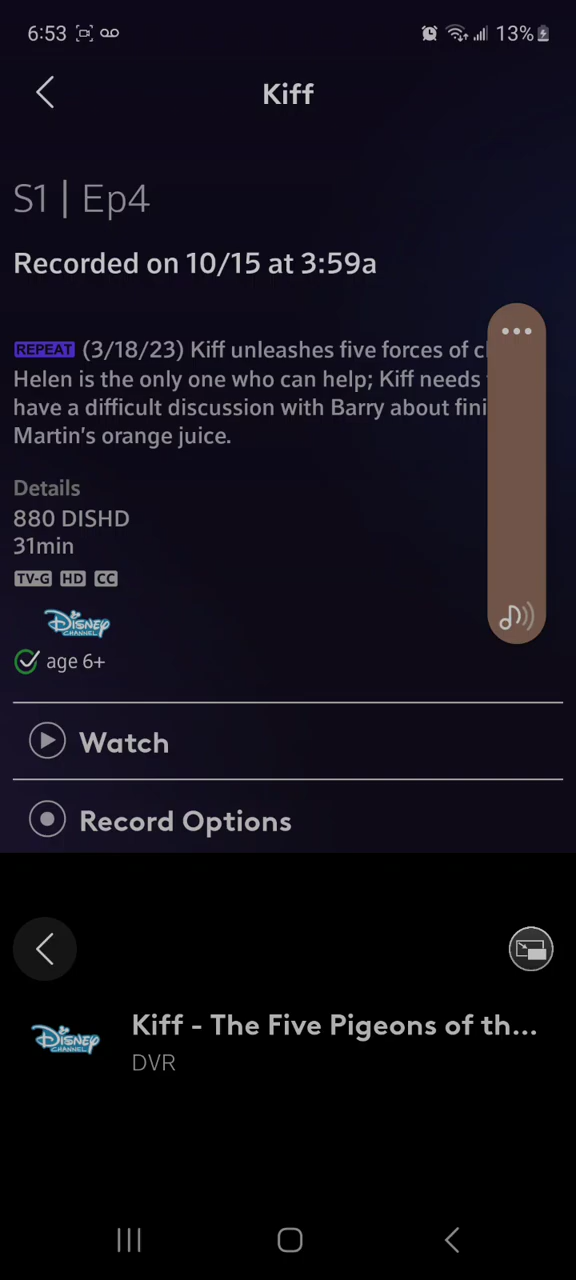 6:53
13%
Kiff
S1 | Ep4
Recorded on 10/15 at 3:59a
REPEAT (3/18/23) Kiff unleashes five forces of
Helen is the only one who can help; Kiff needs
have a difficult discussion with Barry about
Martin's orange juice.
Details
880 DISHD
31min
TV-G HD CC
DISNEY
CHANNEL
age 6+
Watch
Record Options
DISNEY
CHANNEL
Kiff - The Five Pigeons of th...
DVR